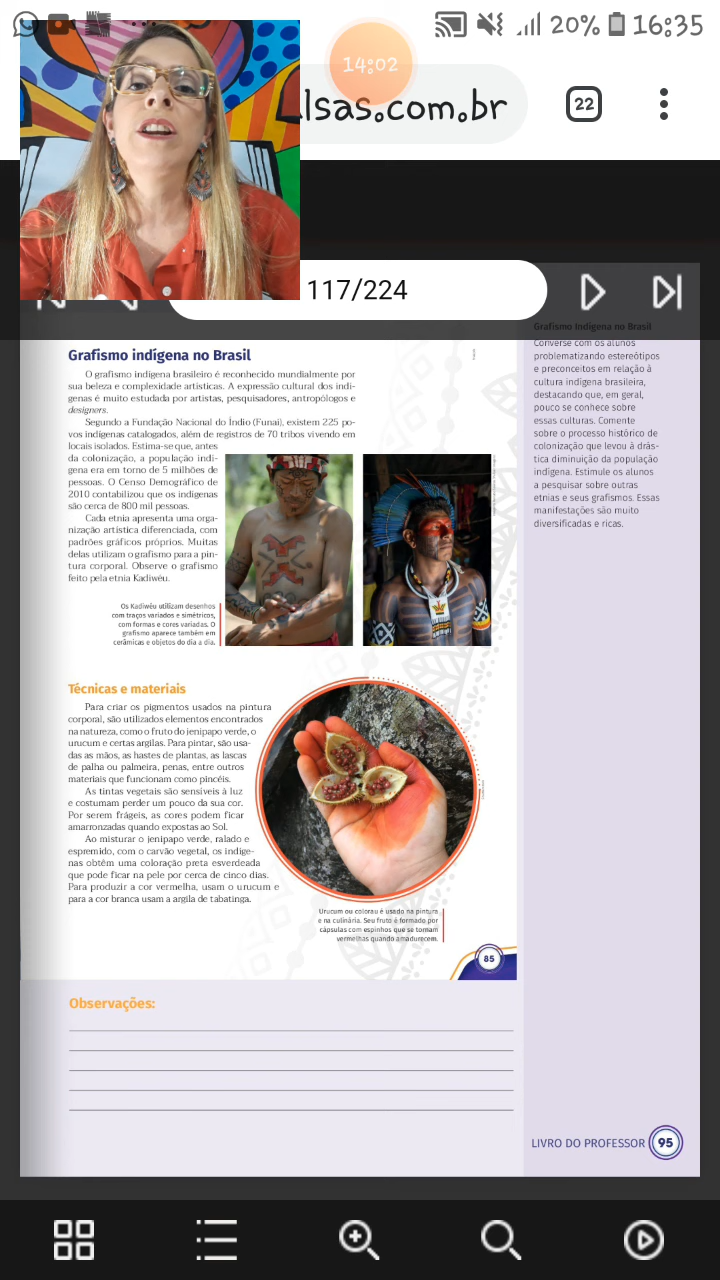 20% 16:35
14:02
lsas.com.br
22
117/224
Grafismo indígena no Brasil
O grafismo indígena brasileiro é reconhecido mundialmente por
sua beleza e complexidade artísticas. A expressão cultural dos indí-
genas é muito estudada por artistas, pesquisadores, antropólogos e
designers.
Segundo a Fundação Nacional do Índio (Funai), existem 225 po-
vos indígenas catalogados, além de registros de 70 tribos vivendo em
locais isolados. Estima-se que, antes
da colonização, a população indí-
gena era em torno de 5 milhões de
pessoas. O Censo Demográfico de
2010 contabilizou que os indígenas
são cerca de 800 mil pessoas.
Cada etnia apresenta uma orga-
nização artística diferenciada, com
padrões gráficos próprios. Muitas
delas utilizam o grafismo para a pin-
tura corporal. Observe o grafismo
feito pela etnia Kadiwéu.
Os Kadiwéu utilizam desenhos
com traços variados e simétricos,
com formas e cores variadas. O
grafismo aparece também em
cerâmicas e objetos do dia a dia.
Técnicas e materiais
Para criar os pigmentos usados na pintura
corporal, são utilizados elementos encontrados
na natureza, como o fruto do jenipapo verde, o
urucum e certas argilas. Para pintar, são usa-
das as mãos, as hastes de plantas, as lascas
de palha ou palmeira, penas, entre outros
materiais que funcionam como pincéis.
As tintas vegetais são sensíveis à luz
e costumam perder um pouco da sua cor.
Por serem frágeis, as cores podem ficar
amarronzadas quando expostas ao Sol.
Ao misturar o jenipapo verde, ralado e
espremido, com o carvão vegetal, os indíge-
nas obtêm uma coloração preta esverdeada
que pode ficar na pele por cerca de cinco dias.
Para produzir a cor vermelha, usam o urucum e
para a cor branca usam a argila de tabatinga.
Urucum ou colorau é usado na pintura
e na culinária. Seu fruto é formado por
cápsulas com espinhos que se tornam
vermelhas quando amadurecem.
85
Observações:
Grafismo Indígena no Brasil
Converse com os alunos
problematizando estereótipos
e preconceitos em relação à
cultura indígena brasileira,
destacando que, em geral,
pouco se conhece sobre
essas culturas. Comente
sobre o processo histórico de
colonização que levou à drás-
tica diminuição da população
indígena. Estimule os alunos
a pesquisar sobre outras
etnias e seus grafismos. Essas
manifestações são muito
diversificadas e ricas.
LIVRO DO PROFESSOR 95